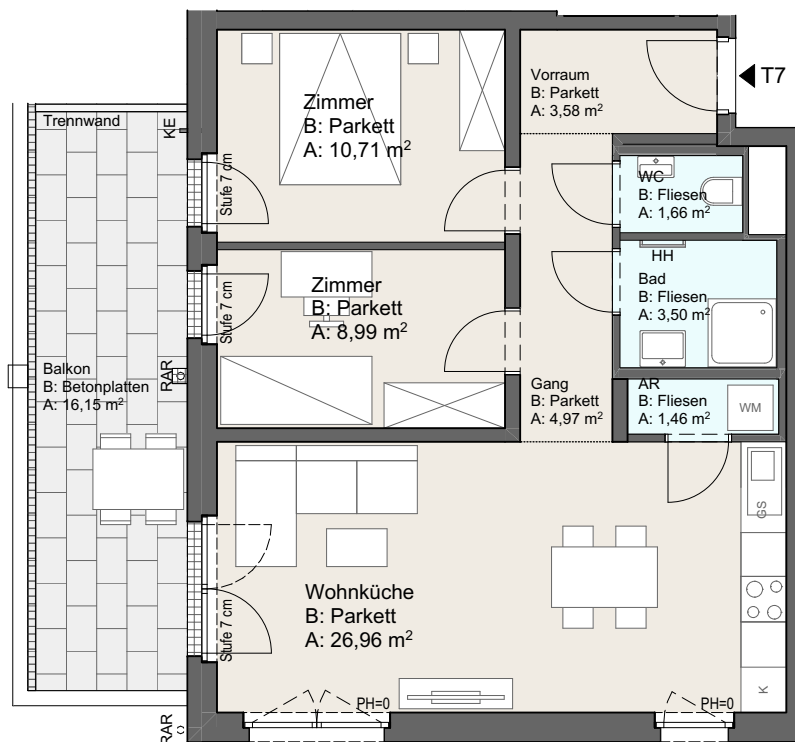 Vorraum
B: Parkett
A: 3,58 m²
T7
Zimmer
B: Parkett
A: 10,71 m²
Trennwand
KE
Stufe 7 cm
WC
B: Fliesen
A: 1,66 m²
HH
Bad
B: Fliesen
A: 3,50 m²
Zimmer
B: Parkett
A: 8,99 m²
Stufe 7 cm
Balkon
B: Betonplatten
A: 16,15 m²
RAR
Gang
B: Parkett
A: 4,97 m²
AR
B: Fliesen
A: 1,46 m²
WM
GS
Wohnküche
B: Parkett
A: 26,96 m²
Stufe 7 cm
K
PH=0
PH=0
RAR